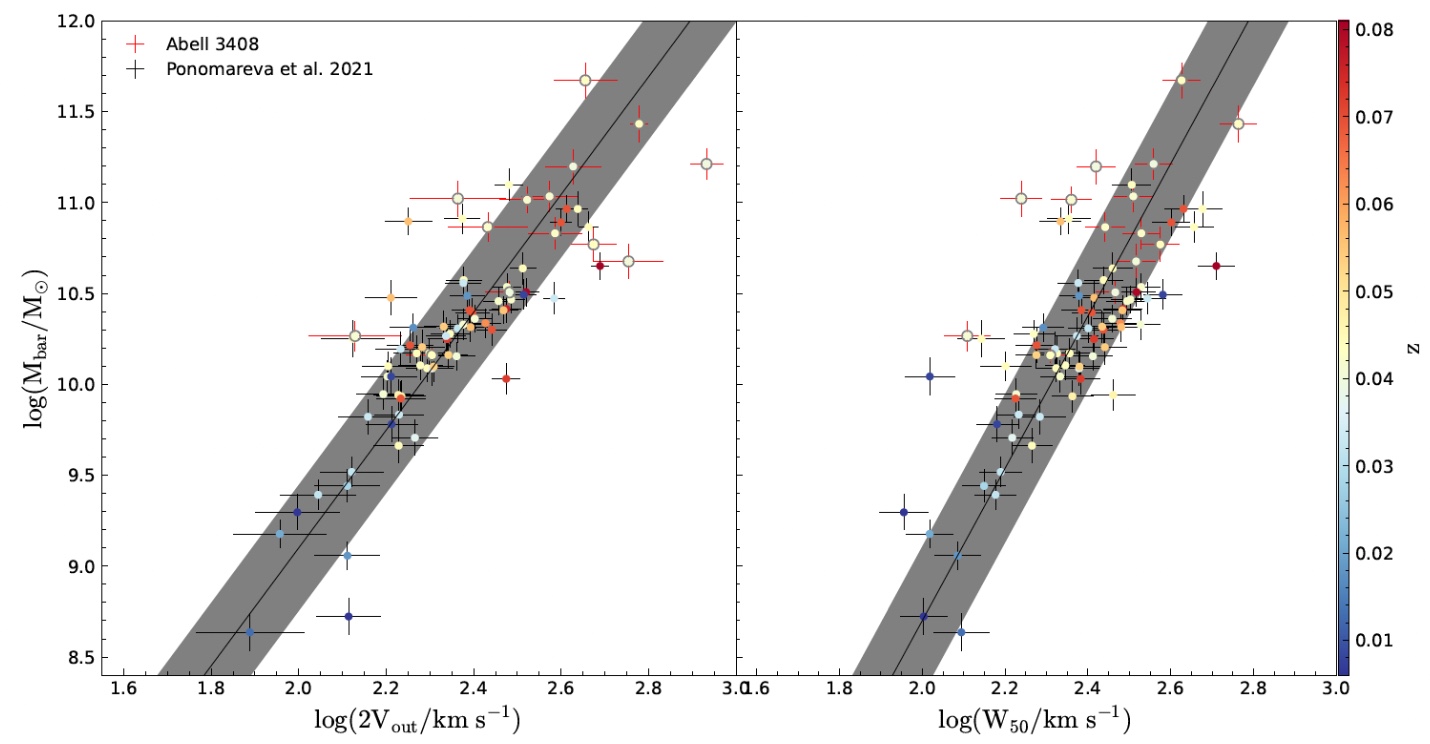 Abell 3408
Ponomareva et al. 2021
12.0
11.5
11.0
10.5
10.0
9.5
9.0
8.5
log(M_bar/M_⊙)
1.6 1.8 2.0 2.2 2.4 2.6 2.8 3.0
log(2V_out/km s⁻¹)
1.6 1.8 2.0 2.2 2.4 2.6 2.8 3.0
log(W_50/km s⁻¹)
0.08
0.07
0.06
0.05
0.04
0.03
0.02
0.01
z